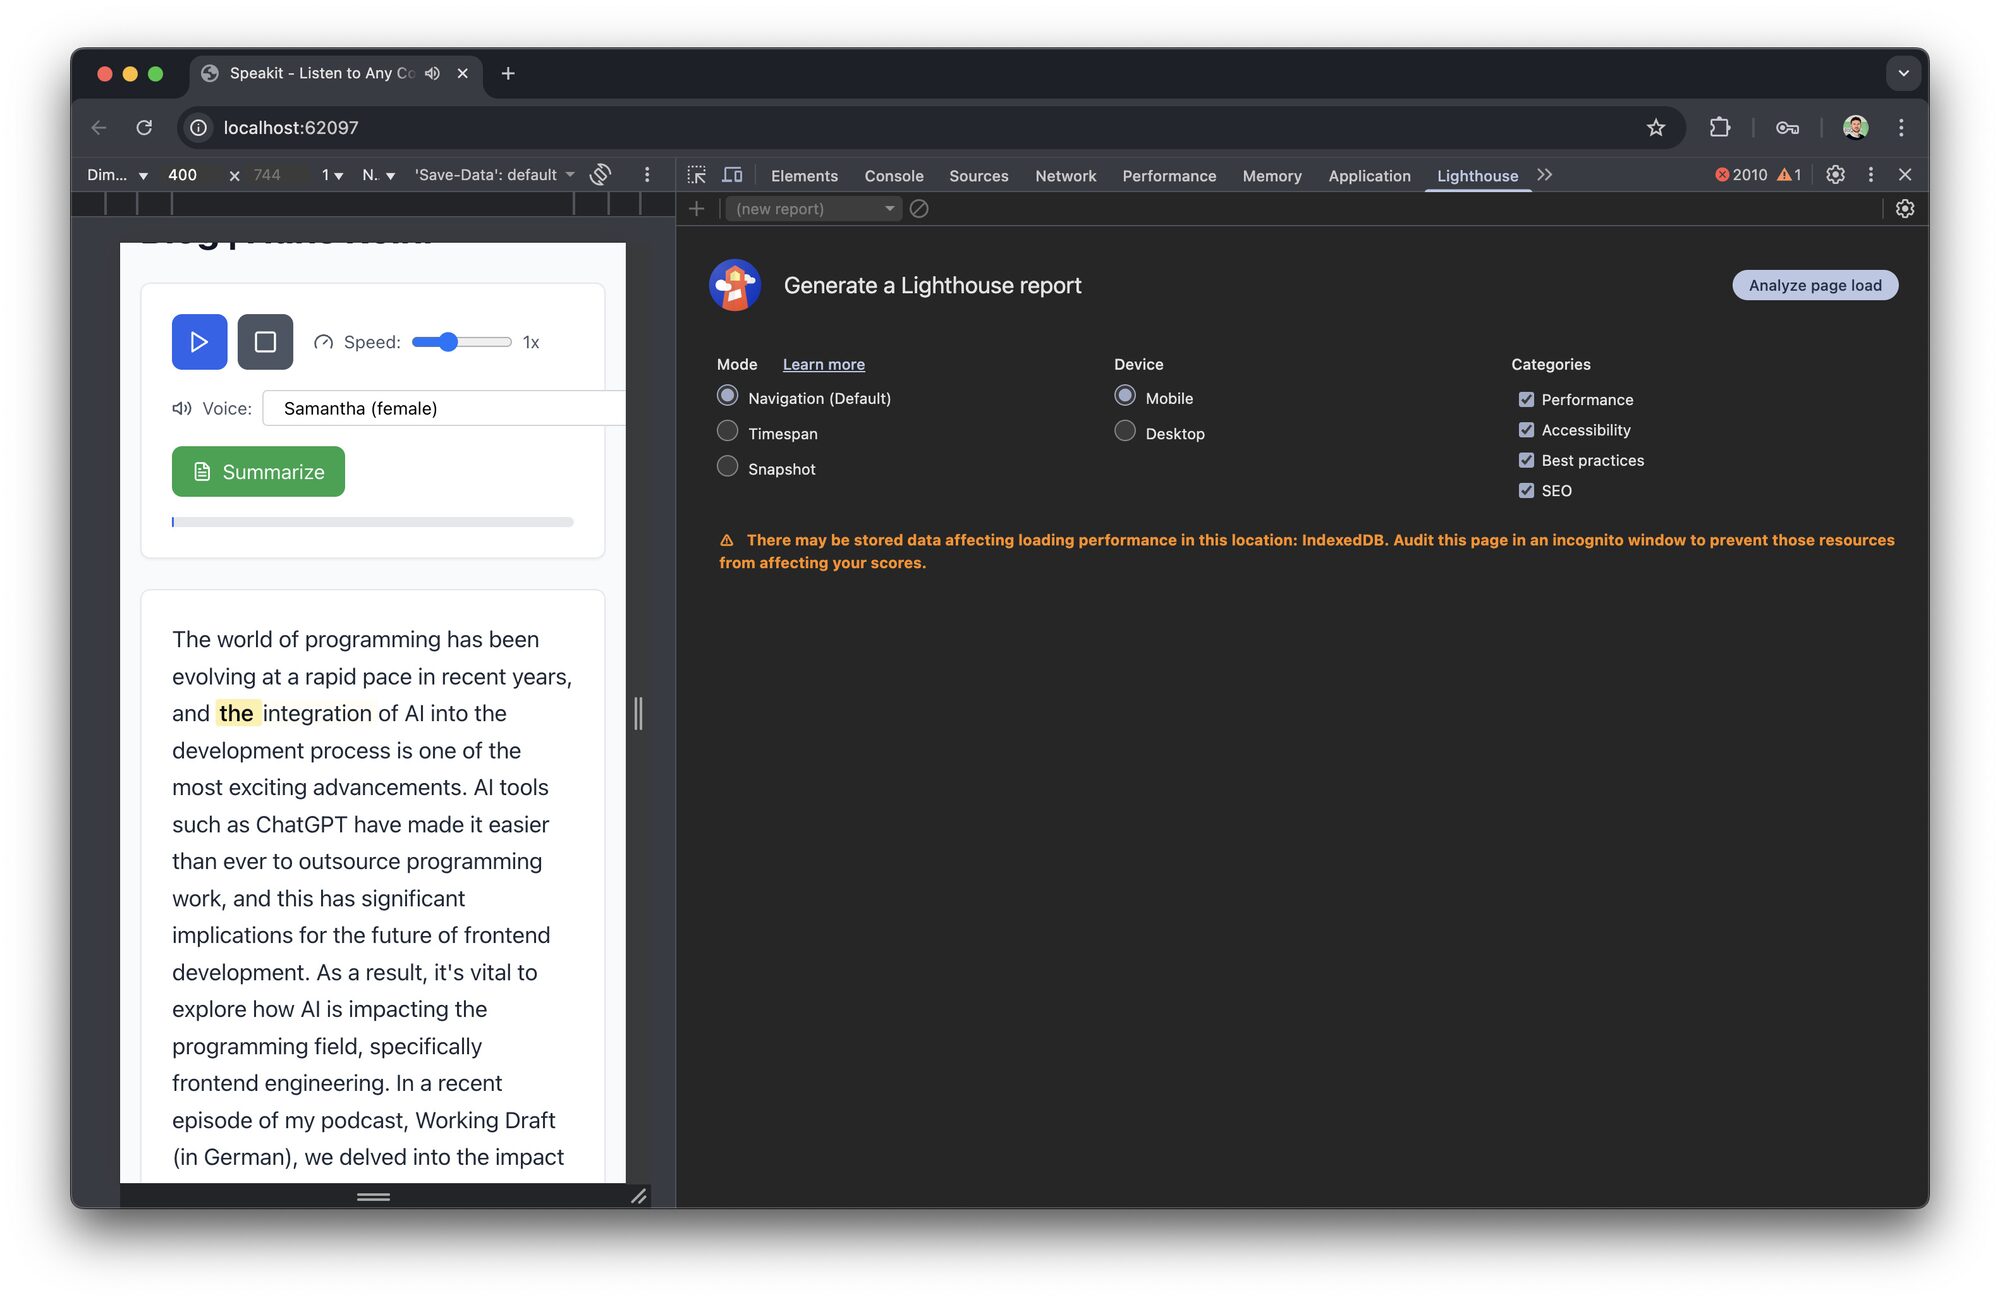 Speakit - Listen to Any Co
localhost:62097
Dim... 400 × 744 1 N.. 'Save-Data': default
Elements Console Sources Network Performance Memory Application Lighthouse 2010 1
(new report)
Generate a Lighthouse report
Analyze page load
Mode Learn more
Navigation (Default)
Timespan
Snapshot
Device
Mobile
Desktop
Categories
Performance
Accessibility
Best practices
SEO
There may be stored data affecting loading performance in this location: IndexedDB. Audit this page in an incognito window to prevent those resources
from affecting your scores.
Speed: 1x
Voice: Samantha (female)
Summarize
The world of programming has been
evolving at a rapid pace in recent years,
and the integration of AI into the
development process is one of the
most exciting advancements. AI tools
such as ChatGPT have made it easier
than ever to outsource programming
work, and this has significant
implications for the future of frontend
development. As a result, it's vital to
explore how AI is impacting the
programming field, specifically
frontend engineering. In a recent
episode of my podcast, Working Draft
(in German), we delved into the impact